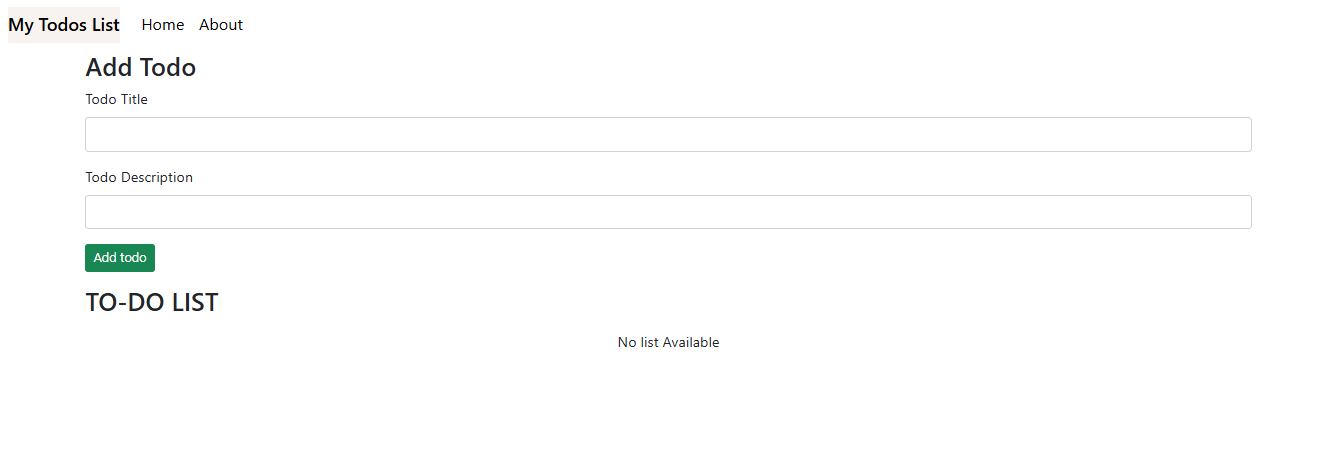 My Todos List Home About
Add Todo
Todo Title
Todo Description
Add todo
TO-DO LIST
No list Available